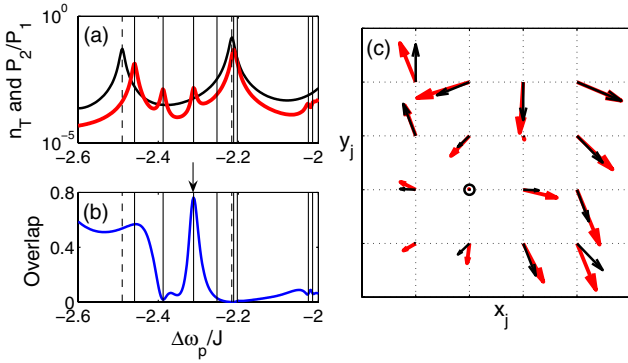 (a)
n_T and P_2/P_1
10^0
10^-5
-2.6 -2.4 -2.2 -2
(b)
Overlap
0.8
0.4
0
-2.6 -2.4 -2.2 -2
Δω_p/J
(c)
y_j
x_j